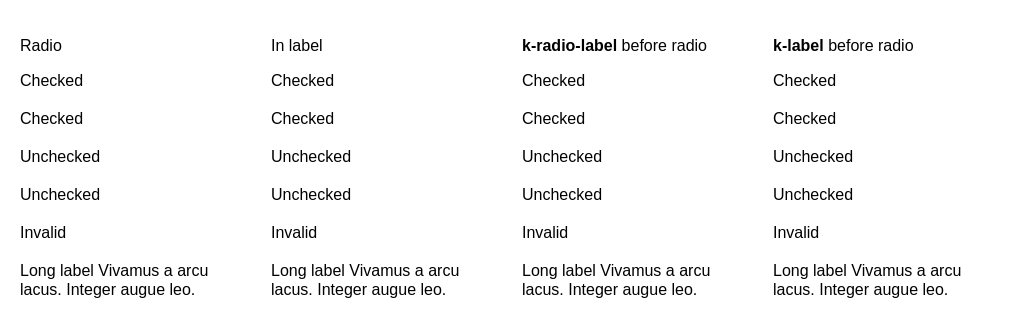 Radio In label k-radio-label before radio k-label before radio
Checked Checked Checked Checked
Checked Checked Checked Checked
Unchecked Unchecked Unchecked Unchecked
Unchecked Unchecked Unchecked Unchecked
Invalid Invalid Invalid Invalid
Long label Vivamus a arcu Long label Vivamus a arcu Long label Vivamus a arcu Long label Vivamus a arcu
lacus. Integer augue leo. lacus. Integer augue leo. lacus. Integer augue leo. lacus. Integer augue leo.